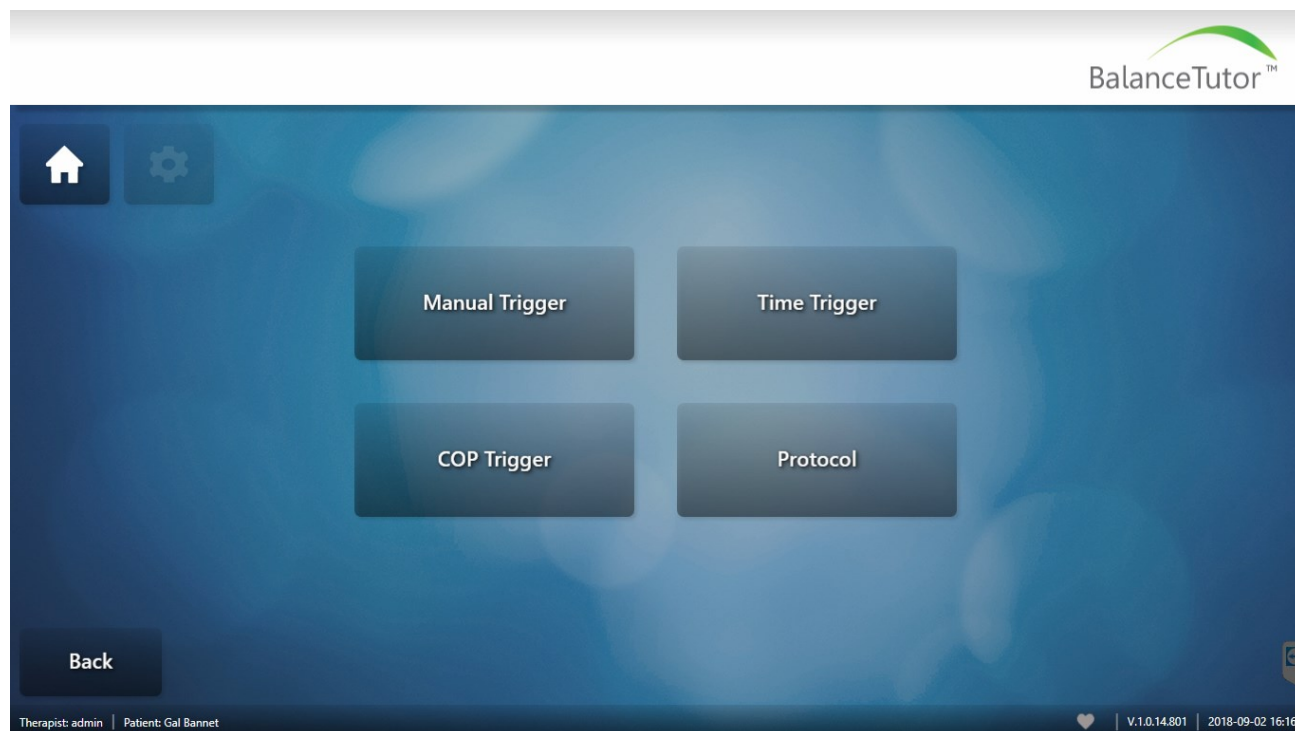 BalanceTutor™
Manual Trigger
Time Trigger
COP Trigger
Protocol
Back
Therapist: admin | Patient: Gal Bannet
V.1.0.14.801 | 2018-09-02 16:16